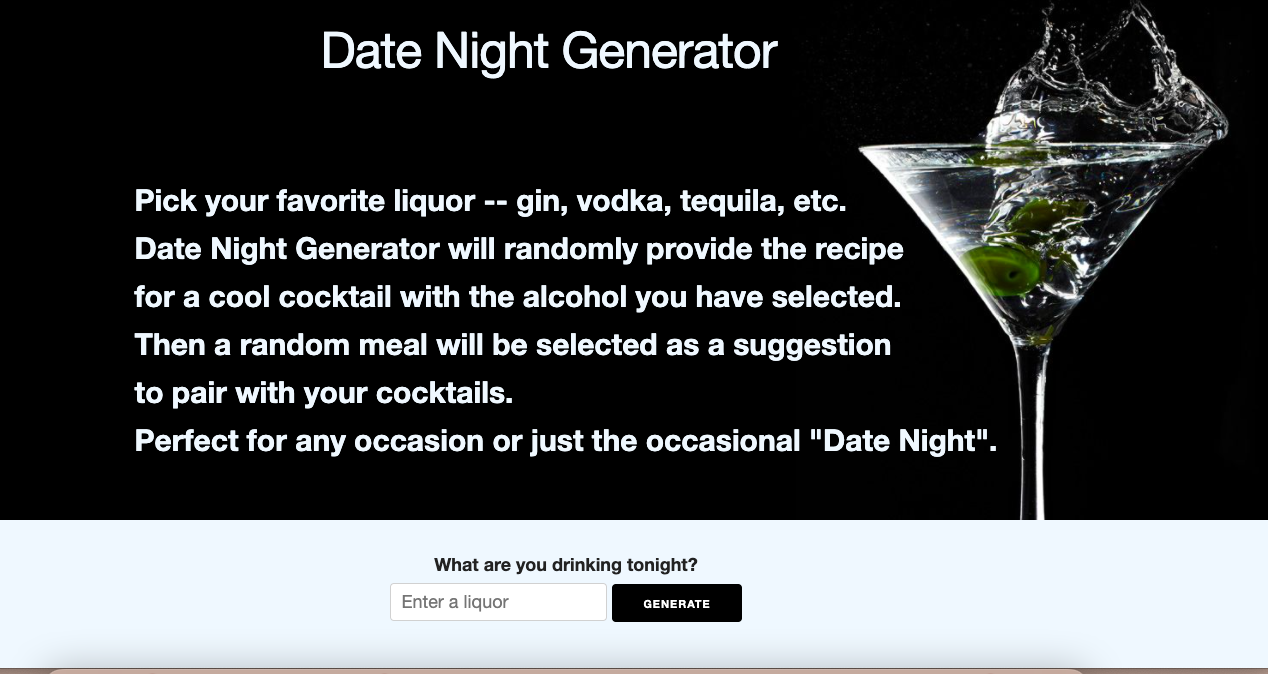 Date Night Generator
Pick your favorite liquor -- gin, vodka, tequila, etc.
Date Night Generator will randomly provide the recipe
for a cool cocktail with the alcohol you have selected.
Then a random meal will be selected as a suggestion
to pair with your cocktails.
Perfect for any occasion or just the occasional "Date Night".
What are you drinking tonight?
Enter a liquor
GENERATE